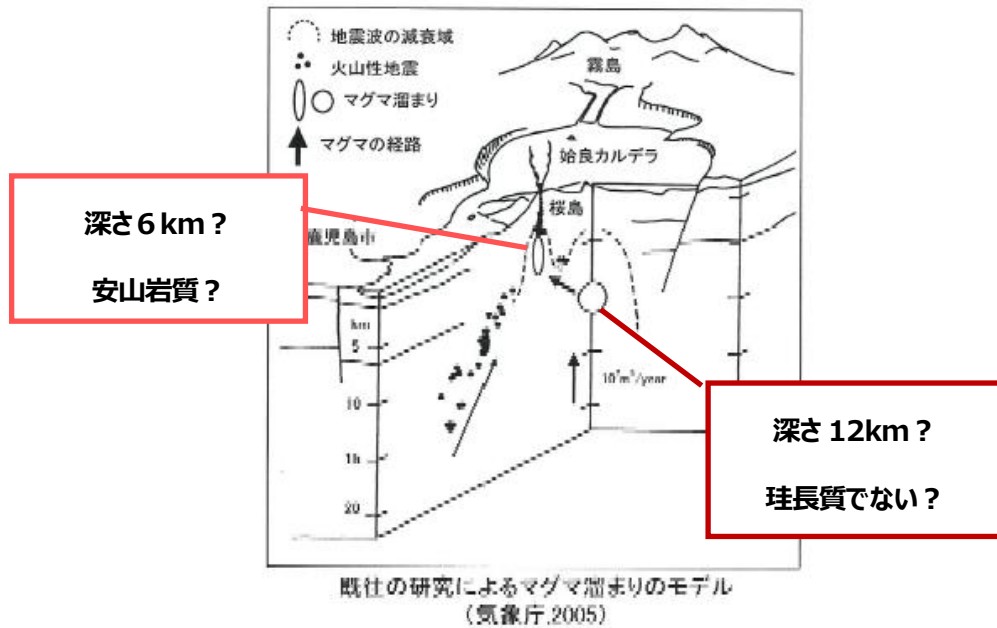 地震波の減衰域
火山性地震
マグマ溜まり
マグマの経路
霧島
姶良カルデラ
桜島
鹿児島市
深さ6km?
安山岩質?
km
5
10
15
20
10⁷m³/year
深さ12km?
珪長質でない?
既往の研究によるマグマ溜まりのモデル
(気象庁,2005)